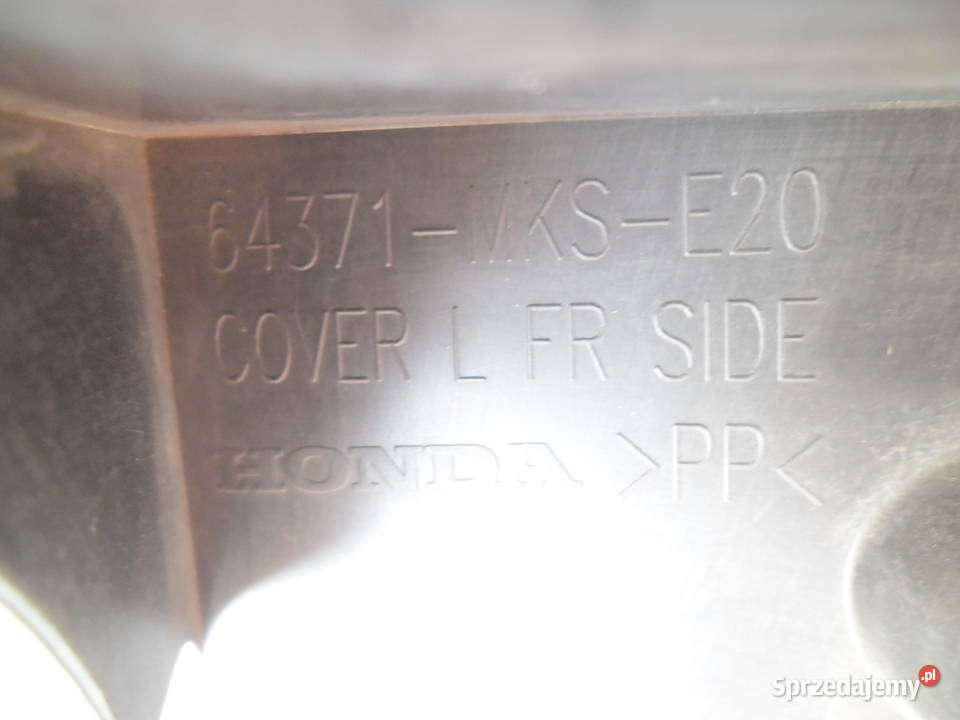 64371-MKS-E20
COVER L FR SIDE
HONDA >PP<
Sprzedajemy.pl